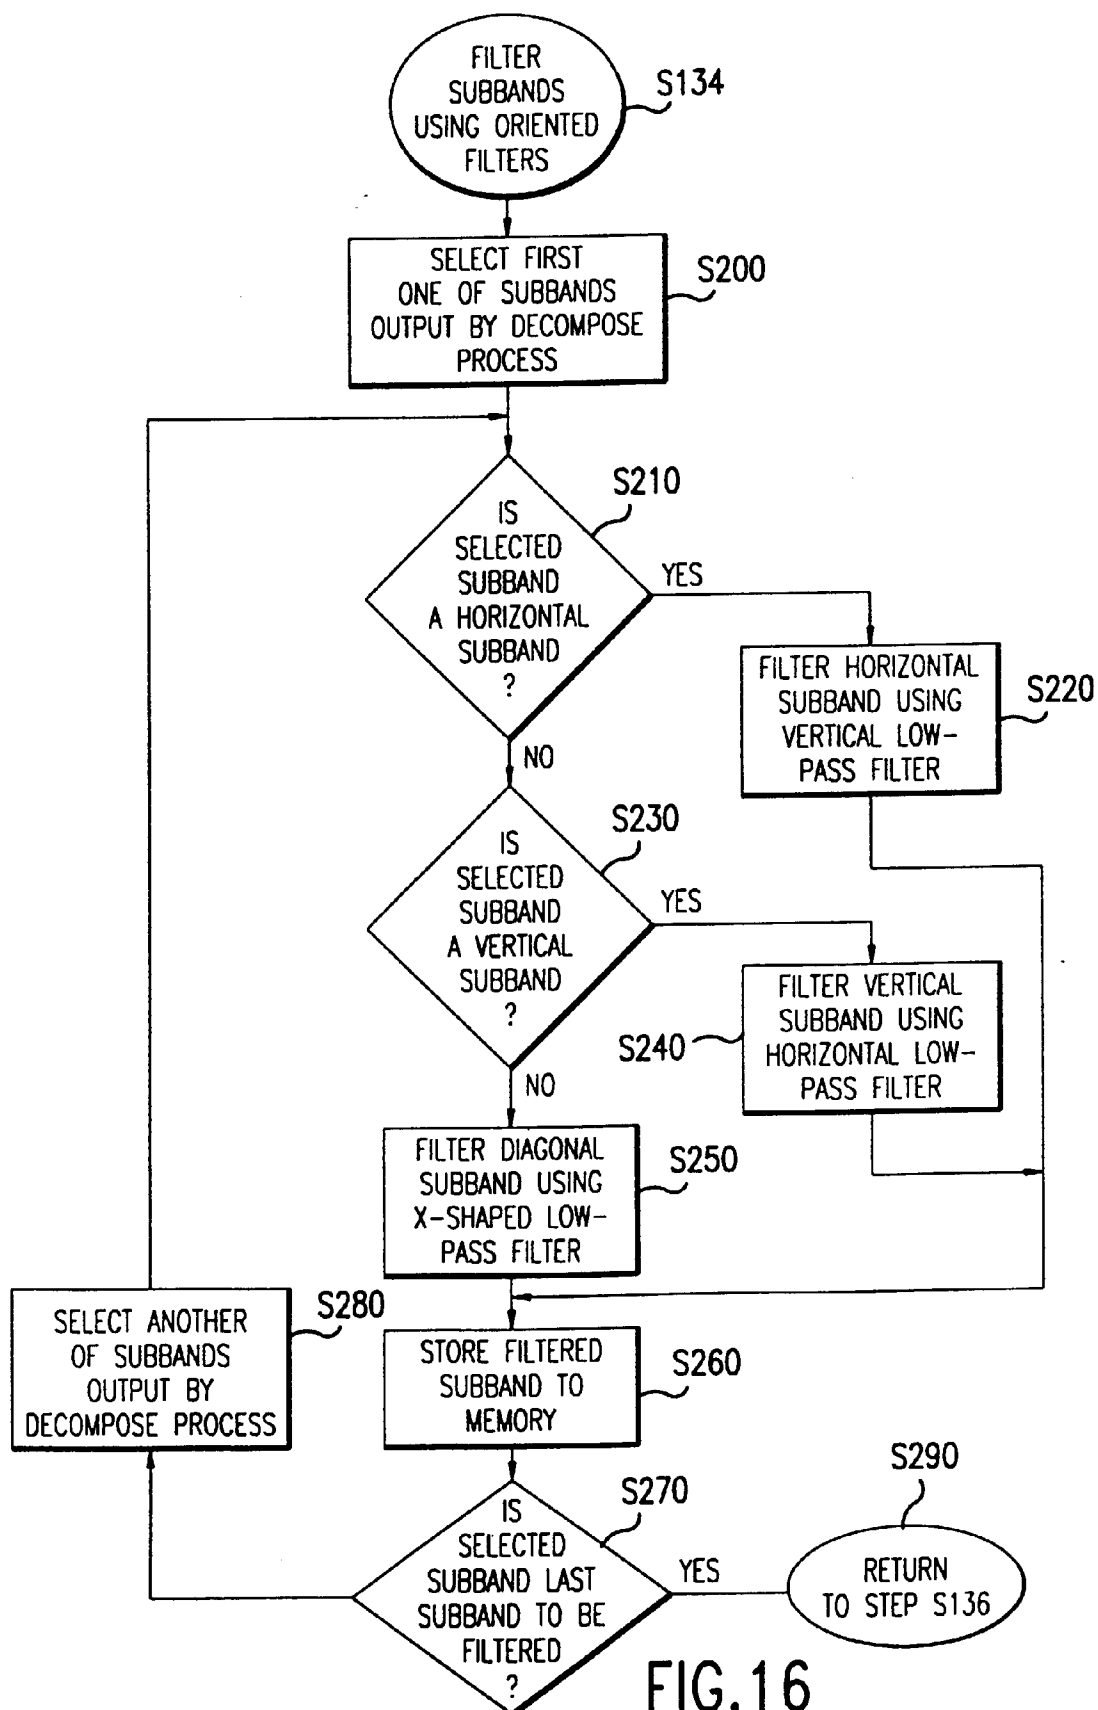 FILTER
SUBBANDS
USING ORIENTED
FILTERS
S134
SELECT FIRST
ONE OF SUBBANDS
OUTPUT BY DECOMPOSE
PROCESS
S200
IS
SELECTED
SUBBAND
A HORIZONTAL
SUBBAND
?
S210
YES
NO
FILTER HORIZONTAL
SUBBAND USING
VERTICAL LOW-
PASS FILTER
S220
IS
SELECTED
SUBBAND
A VERTICAL
SUBBAND
?
S230
YES
NO
FILTER VERTICAL
SUBBAND USING
HORIZONTAL LOW-
PASS FILTER
S240
FILTER DIAGONAL
SUBBAND USING
X-SHAPED LOW-
PASS FILTER
S250
SELECT ANOTHER
OF SUBBANDS
OUTPUT BY
DECOMPOSE PROCESS
S280
STORE FILTERED
SUBBAND TO
MEMORY
S260
IS
SELECTED
SUBBAND LAST
SUBBAND TO BE
FILTERED
?
S270
YES
S290
RETURN
TO STEP S136
FIG.16